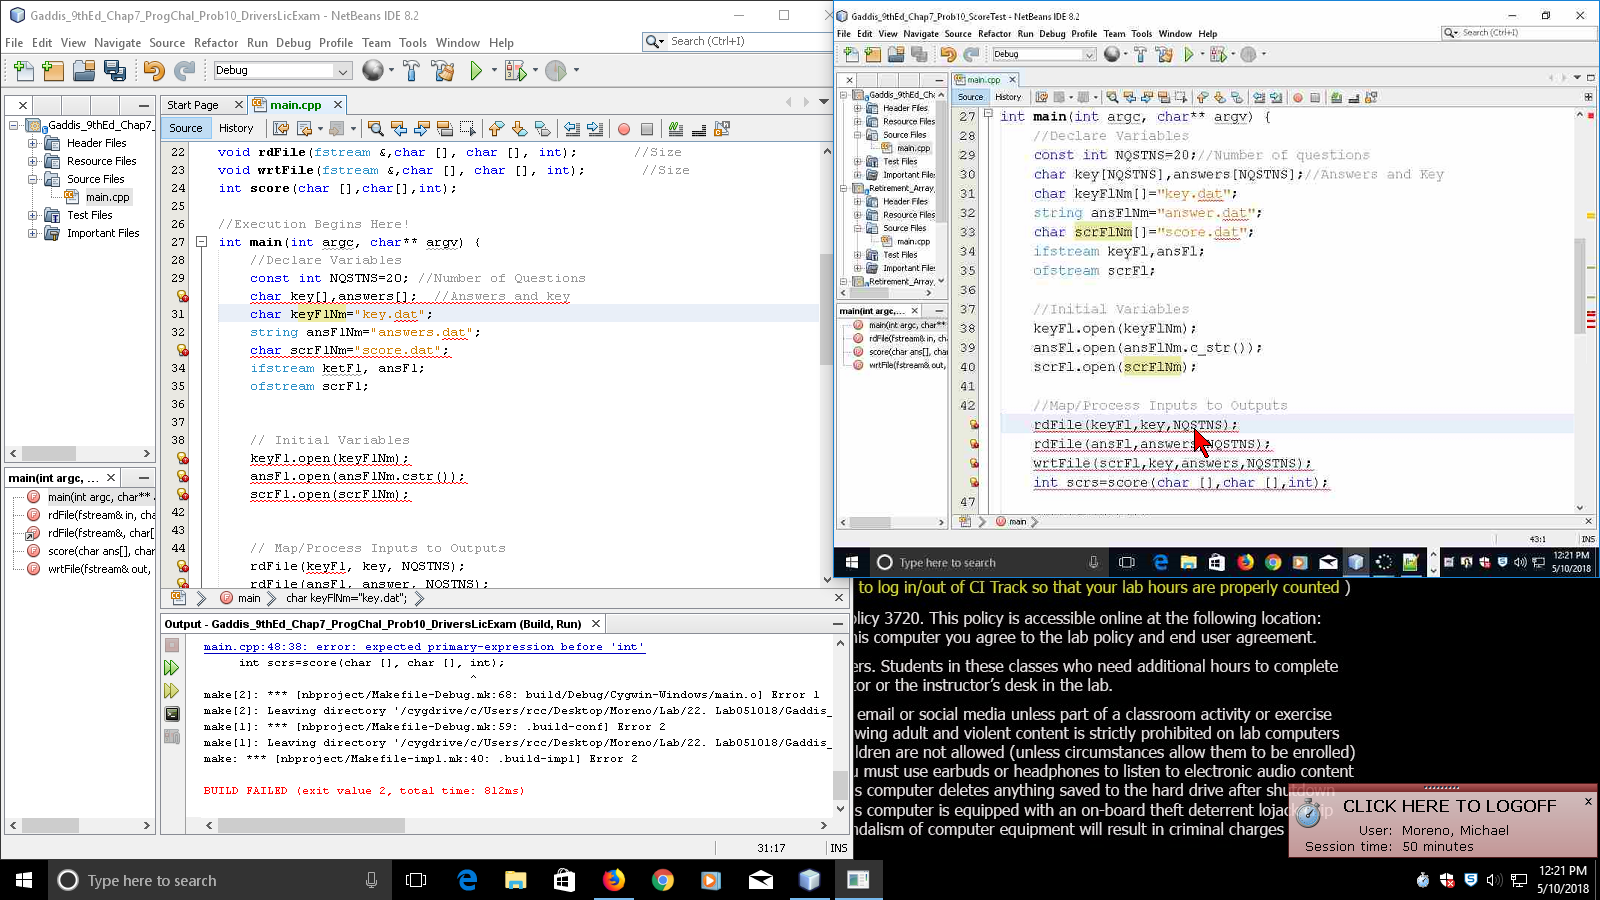 Gaddis_9thEd_Chap7_ProgChal_Prob10_DriversLicExam - NetBeans IDE 8.2
File Edit View Navigate Source Refactor Run Debug Profile Team Tools Window Help
Search (Ctrl+I)
Debug
Start Page
main.cpp
Source History
Gaddis_9thEd_Chap7_
Header Files
Resource Files
Source Files
main.cpp
Test Files
Important Files
22 void rdFile(fstream &,char [], char [], int); //Size
23 void wrtFile(fstream &,char [], char [], int); //Size
24 int score(char [],char[],int);
25
26 //Execution Begins Here!
27 int main(int argc, char** argv) {
28 //Declare Variables
29 const int NQSTNS=20; //Number of Questions
char key[],answers[]; //Answers and key
31 char keyFlNm="key.dat";
32 string ansFlNm="answers.dat";
char scrFlNm="score.dat";
34 ifstream ketFl, ansFl;
35 ofstream scrFl;
36
37
38 // Initial Variables
keyFl.open(keyFlNm);
ansFl.open(ansFlNm.cstr());
scrFl.open(scrFlNm);
42
43
44 // Map/Process Inputs to Outputs
rdFile(keyFl, key, NQSTNS);
rdFile(ansFl, answer, NQSTNS);
main char keyFlNm="key.dat";
main(int argc, ...
main(int argc, char**
rdFile(fstream& in, cha
rdFile(fstream&, char[
score(char ans[], char
wrtFile(fstream& out,
Output - Gaddis_9thEd_Chap7_ProgChal_Prob10_DriversLicExam (Build, Run)
main.cpp:48:38: error: expected primary-expression before 'int'
int scrs=score(char [], char [], int);
^
make[2]: *** [nbproject/Makefile-Debug.mk:68: build/Debug/Cygwin-Windows/main.o] Error 1
make[2]: Leaving directory '/cygdrive/c/Users/rcc/Desktop/Moreno/Lab/22. Lab051018/Gaddis_
make[1]: *** [nbproject/Makefile-Debug.mk:59: .build-conf] Error 2
make[1]: Leaving directory '/cygdrive/c/Users/rcc/Desktop/Moreno/Lab/22. Lab051018/Gaddis_
make: *** [nbproject/Makefile-impl.mk:40: .build-impl] Error 2
BUILD FAILED (exit value 2, total time: 812ms)
31:17 INS
Gaddis_9thEd_Chap7_Prob10_ScoreTest - NetBeans IDE 8.2
File Edit View Navigate Source Refactor Run Debug Profile Team Tools Window Help
Search (Ctrl+I)
Debug
main.cpp
Source History
Gaddis_9thEd_Chap
Header Files
Resource Files
Source Files
main.cpp
Test Files
Important Files
Retirement_Array,
Header Files
Resource Files
Source Files
main.cpp
Test Files
Important Files
Retirement_Array,
27 int main(int argc, char** argv) {
28 //Declare Variables
29 const int NQSTNS=20;//Number of questions
30 char key[NQSTNS],answers[NQSTNS];//Answers and Key
31 char keyFlNm[]="key.dat";
32 string ansFlNm="answer.dat";
33 char scrFlNm[]="score.dat";
34 ifstream keyFl,ansFl;
35 ofstream scrFl;
36
37 //Initial Variables
38 keyFl.open(keyFlNm);
39 ansFl.open(ansFlNm.c_str());
40 scrFl.open(scrFlNm);
41
42 //Map/Process Inputs to Outputs
rdFile(keyFl,key,NQSTNS);
rdFile(ansFl,answers,NQSTNS);
wrtFile(scrFl,key,answers,NQSTNS);
int scrs=score(char [],char [],int);
47
main
main(int argc,...
main(int argc, char**
rdFile(fstream& in, cha
score(char ans[], char
wrtFile(fstream& out,
43:1 INS
Type here to search
12:21 PM
5/10/2018
to log in/out of CI Track so that your lab hours are properly counted )
olicy 3720. This policy is accessible online at the following location:
his computer you agree to the lab policy and end user agreement.
ers. Students in these classes who need additional hours to complete
tor or the instructor's desk in the lab.
email or social media unless part of a classroom activity or exercise
wing adult and violent content is strictly prohibited on lab computers
ldren are not allowed (unless circumstances allow them to be enrolled)
u must use earbuds or headphones to listen to electronic audio content
s computer deletes anything saved to the hard drive after shutdown
s computer is equipped with an on-board theft deterrent lojack chip
ndalism of computer equipment will result in criminal charges
CLICK HERE TO LOGOFF
User: Moreno, Michael
Session time: 50 minutes
Type here to search
12:21 PM
5/10/2018